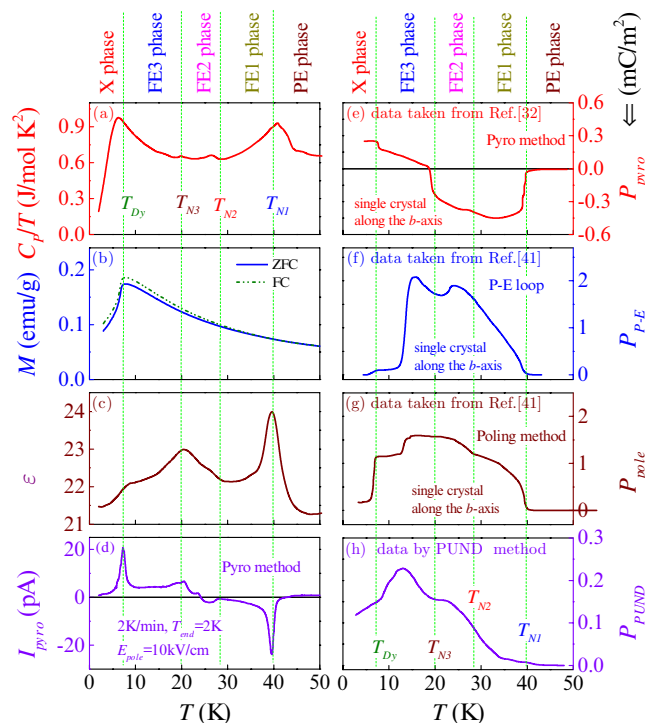 X phase
FE3 phase
FE2 phase
FE1 phase
PE phase
X phase
FE3 phase
FE2 phase
FE1 phase
PE phase
⇐ (mC/m²)
(a)
C_P/T (J/mol K²)
0.9
0.6
0.3
0.0
T_Dy
T_N3
T_N2
T_N1
(e) data taken from Ref.[32]
Pyro method
single crystal
along the b-axis
0.6
0.3
0.0
-0.3
-0.6
P_pyro
(b)
M (emu/g)
0.2
0.1
0.0
ZFC
FC
(f) data taken from Ref.[41]
P-E loop
single crystal
along the b-axis
2
1
0
P_P-E
(c)
ε
24
23
22
21
(g) data taken from Ref.[41]
Poling method
single crystal
along the b-axis
2
1
0
P_pole
(d)
I_pyro (pA)
20
0
-20
Pyro method
2K/min, T_end=2K
E_pole=10kV/cm
(h) data by PUND method
T_N2
T_Dy
T_N3
T_N1
0.3
0.2
0.1
0.0
P_PUND
0 10 20 30 40 50
0 10 20 30 40 50
T (K)
T (K)